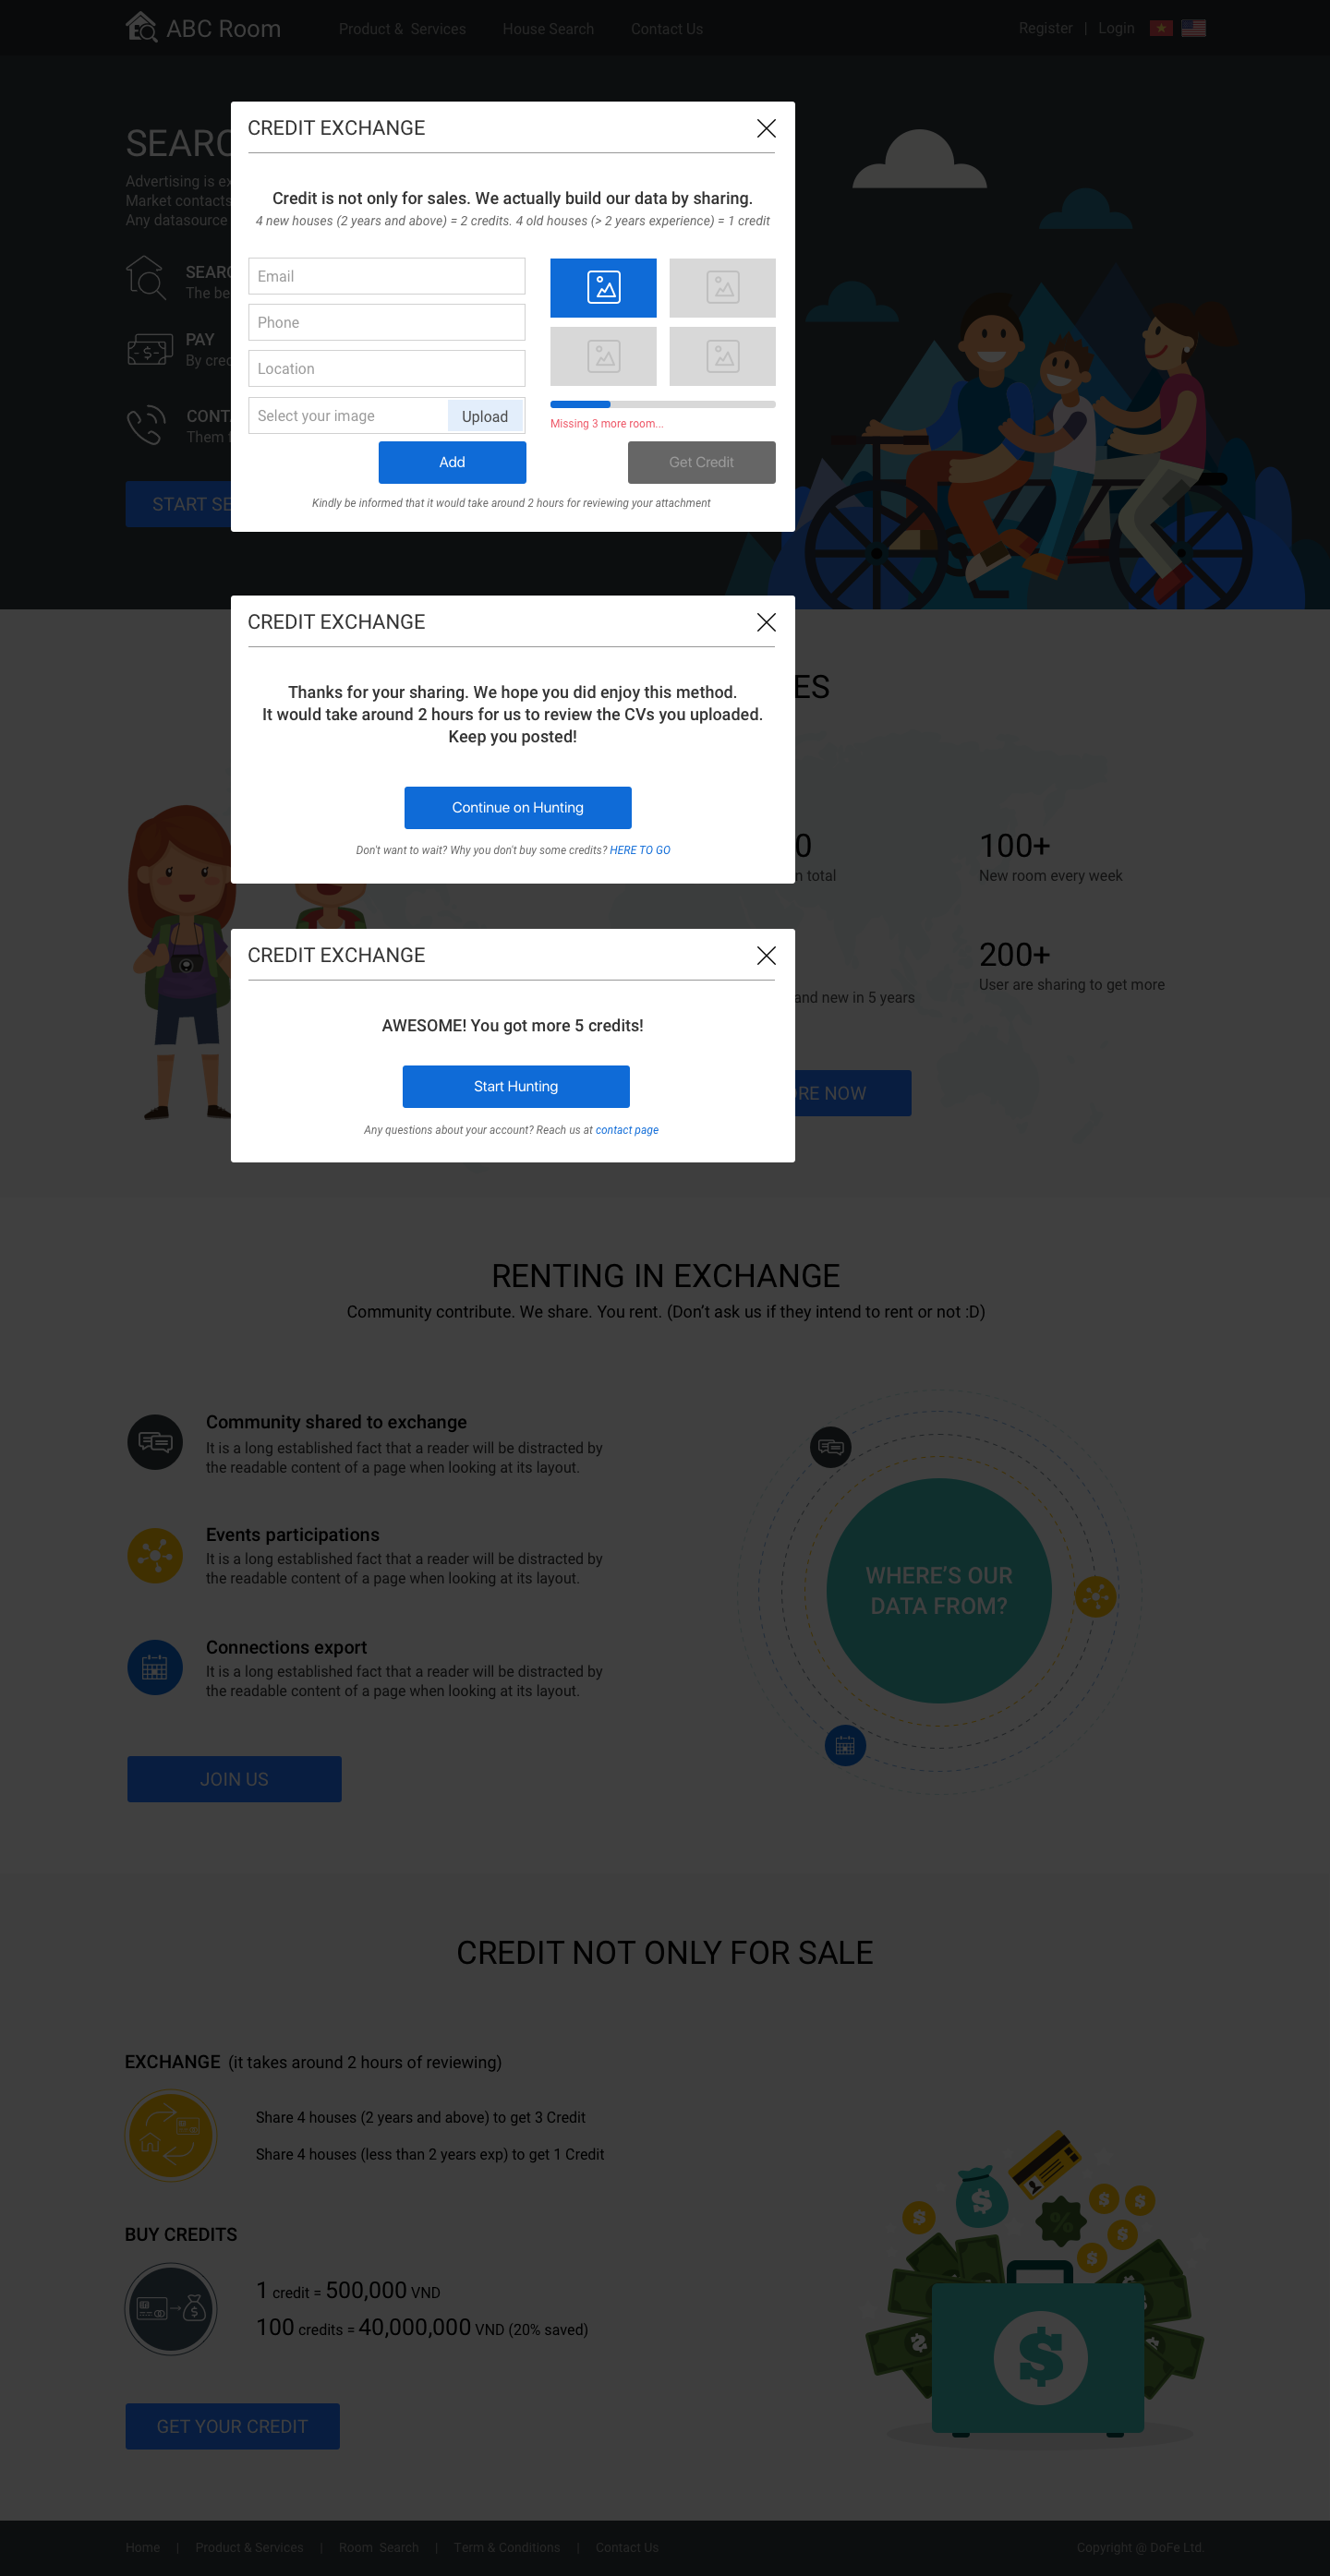 ABC Room
Product & Services
House Search
Contact Us
Register | Login
SEARC
Advertising is ex
Market contacts
Any datasource
SEARC
The be
PAY
By cred
CONT
Them f
START SE
CREDIT EXCHANGE
Credit is not only for sales. We actually build our data by sharing.
4 new houses (2 years and above) = 2 credits. 4 old houses (> 2 years experience) = 1 credit
Email
Phone
Location
Select your image
Upload
Missing 3 more room...
Add
Get Credit
Kindly be informed that it would take around 2 hours for reviewing your attachment
CREDIT EXCHANGE
Thanks for your sharing. We hope you did enjoy this method.
It would take around 2 hours for us to review the CVs you uploaded.
Keep you posted!
Continue on Hunting
Don't want to wait? Why you don't buy some credits? HERE TO GO
ES
0
n total
100+
New room every week
and new in 5 years
200+
User are sharing to get more
ORE NOW
CREDIT EXCHANGE
AWESOME! You got more 5 credits!
Start Hunting
Any questions about your account? Reach us at contact page
RENTING IN EXCHANGE
Community contribute. We share. You rent. (Don't ask us if they intend to rent or not :D)
Community shared to exchange
It is a long established fact that a reader will be distracted by
the readable content of a page when looking at its layout.
Events participations
It is a long established fact that a reader will be distracted by
the readable content of a page when looking at its layout.
Connections export
It is a long established fact that a reader will be distracted by
the readable content of a page when looking at its layout.
JOIN US
WHERE'S OUR
DATA FROM?
CREDIT NOT ONLY FOR SALE
EXCHANGE (it takes around 2 hours of reviewing)
Share 4 houses (2 years and above) to get 3 Credit
Share 4 houses (less than 2 years exp) to get 1 Credit
BUY CREDITS
1 credit = 500,000 VND
100 credits = 40,000,000 VND (20% saved)
GET YOUR CREDIT
Home | Product & Services | Room Search | Term & Conditions | Contact Us
Copyright @ DoFe Ltd.